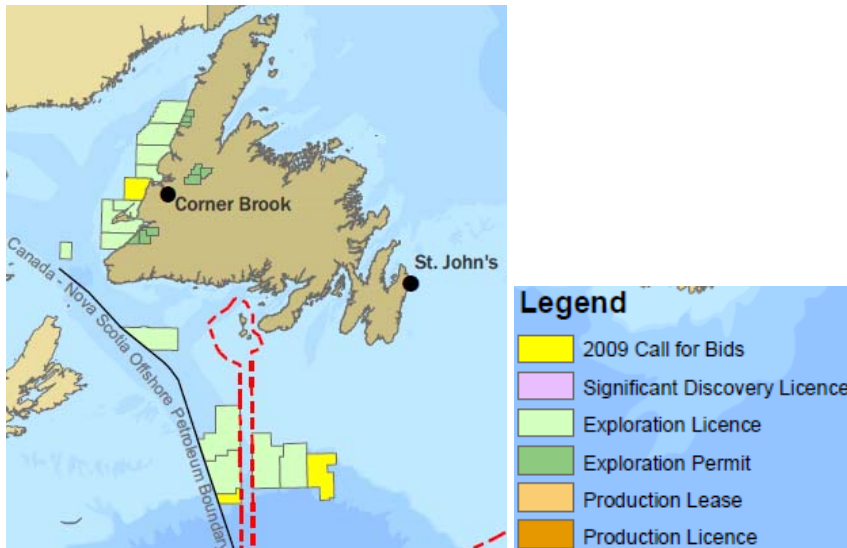 Corner Brook
St. John's
Canada - Nova Scotia Offshore Petroleum Boundary
Legend
2009 Call for Bids
Significant Discovery Licence
Exploration Licence
Exploration Permit
Production Lease
Production Licence